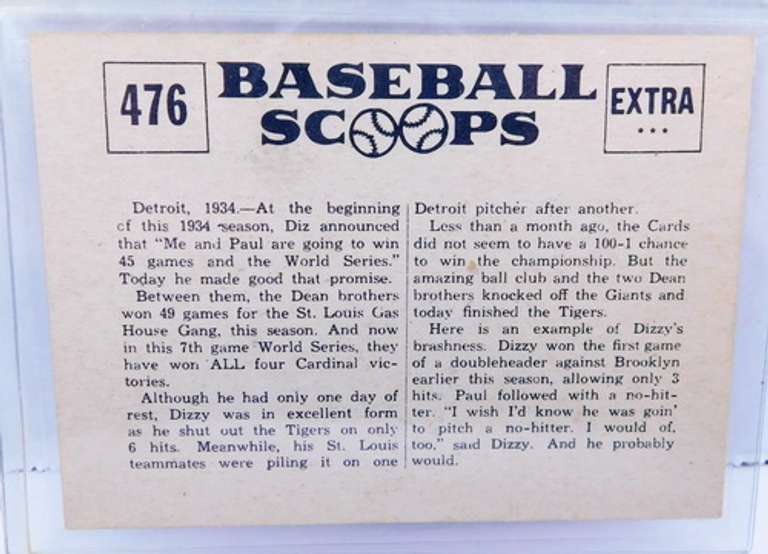 476
BASEBALL
SCOOPS
EXTRA
...
Detroit, 1934.—At the beginning
of this 1934 season, Diz announced
that "Me and Paul are going to win
45 games and the World Series."
Today he made good that promise.
Between them, the Dean brothers
won 49 games for the St. Louis Gas
House Gang, this season. And now
in this 7th game World Series, they
have won ALL four Cardinal vic-
tories.
Although he had only one day of
rest, Dizzy was in excellent form
as he shut out the Tigers on only
6 hits. Meanwhile, his St. Louis
teammates were piling it on one
Detroit pitcher after another.
Less than a month ago, the Cards
did not seem to have a 100-1 chance
to win the championship. But the
amazing ball club and the two Dean
brothers knocked off the Giants and
today finished the Tigers.
Here is an example of Dizzy's
brashness. Dizzy won the first game
of a doubleheader against Brooklyn
earlier this season, allowing only 3
hits. Paul followed with a no-hit-
ter. "I wish I'd know he was goin'
to pitch a no-hitter. I would of,
too," said Dizzy. And he probably
would.